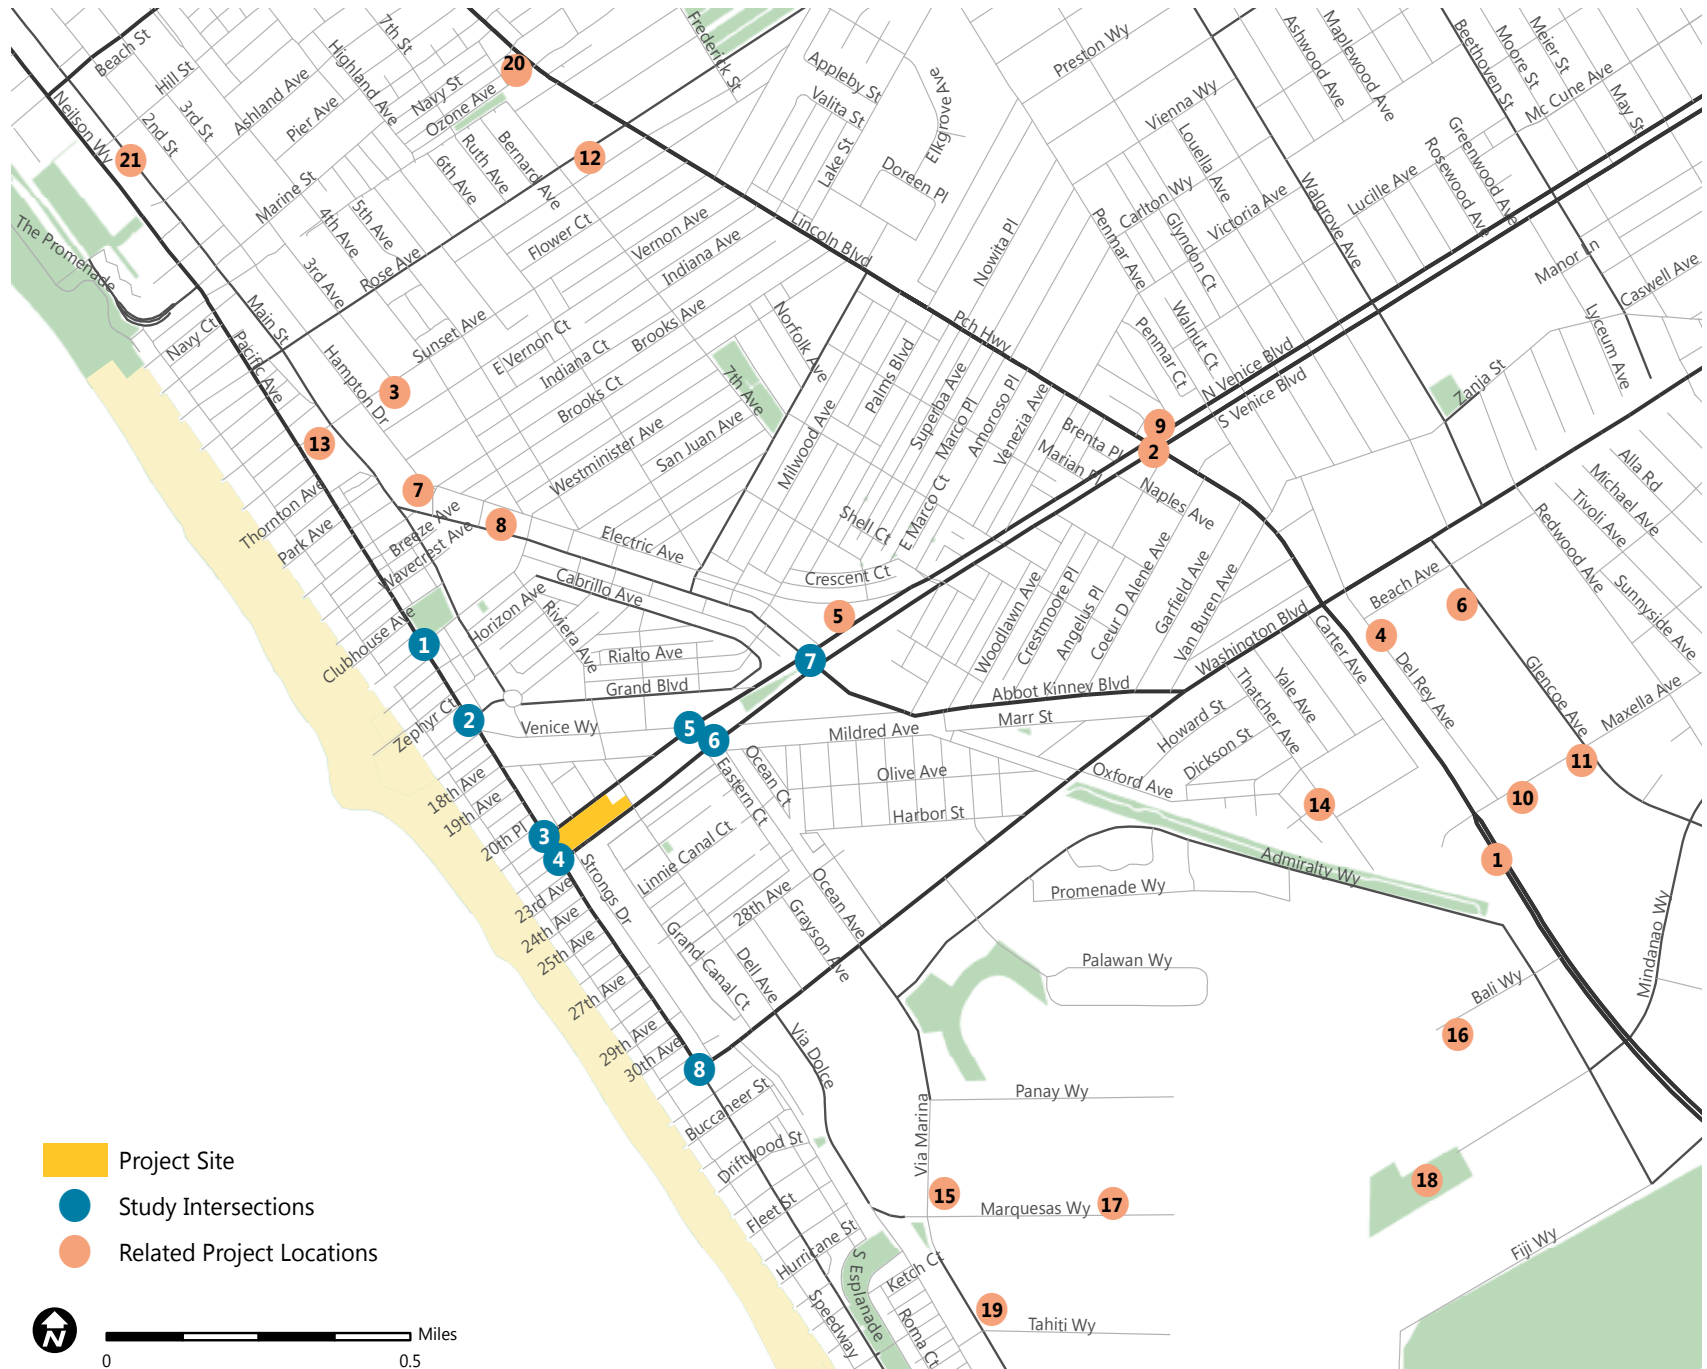 Beach St
Hill St
3rd St
2nd St
Neilson Wy
21
Ashland Ave
Pier Ave
Highland Ave
7th St
Navy St
Ozone Ave
20
Frederick St
Marine St
6th Ave
Ruth Ave
Bernard Ave
12
Appleby St
Valita St
Lake St
Elkgrove Ave
Doreen Pl
Preston Wy
Vienna Wy
Ashwood Ave
Maplewood Ave
Beethoven St
Moore St
Meier St
Mc Cune Ave
May St
Greenwood Ave
Rosewood Ave
Lucille Ave
Louella Ave
Carlton Wy
Victoria Ave
Glyndon Ct
Penmar Ave
Walgrove Ave
Manor Ln
Caswell Ave
Lyceum Ave
Zanja St
The Promenade
Navy Ct
Main St
Pacific Ave
3rd Ave
4th Ave
5th Ave
Rose Ave
Flower Ct
Vernon Ave
Indiana Ave
Lincoln Blvd
Nowita Pl
Pch Hwy
Sunset Ave
Hampton Dr
E Vernon Ct
Indiana Ct
Brooks Ave
Brooks Ct
Norfolk Ave
7th Ave
Palms Blvd
Superba Ave
Marco Pl
Amoroso Pl
Venezia Ave
Milwood Ave
Walnut Ct
Penmar Ct
N Venice Blvd
S Venice Blvd
9
2
Brenta Pl
Marian Pl
Naples Ave
3
13
7
8
Westminister Ave
San Juan Ave
Thornton Ave
Park Ave
Breeze Ave
Wavecrest Ave
Clubhouse Ave
Electric Ave
Cabrillo Ave
Shell Ct
E Marco Ct
Crescent Ct
5
Horizon Ave
Riviera Ave
Rialto Ave
Grand Blvd
Venice Wy
1
2
Zephyr Ct
7
5
6
Woodlawn Ave
Crestmoore Pl
Angelus Pl
Coeur D Alene Ave
Garfield Ave
Van Buren Ave
Washington Blvd
Abbot Kinney Blvd
Marr St
Mildred Ave
Alla Rd
Michael Ave
Tivoli Ave
Redwood Ave
Sunnyside Ave
Beach Ave
6
4
Carter Ave
Del Rey Ave
Glencoe Ave
Maxella Ave
11
10
1
Yale Ave
Thatcher Ave
Howard St
Dickson St
Oxford Ave
14
Olive Ave
Harbor St
Ocean Ct
Eastern Ct
18th Ave
19th Ave
20th Pl
3
4
23rd Ave
24th Ave
25th Ave
27th Ave
29th Ave
30th Ave
Strongs Dr
Linnie Canal Ct
28th Ave
Grand Canal Ct
Dell Ave
Grayson Ave
Ocean Ave
Admiralty Wy
Promenade Wy
Palawan Wy
Mindanao Wy
Bali Wy
16
8
Via Dolce
Buccaneer St
Driftwood St
Fleet St
Hurricane St
Speedway
S Esplanade
Ketch Ct
Roma Ct
Panay Wy
Via Marina
15
Marquesas Wy
17
18
19
Tahiti Wy
Fiji Wy
Project Site
Study Intersections
Related Project Locations
N
Miles
0
0.5